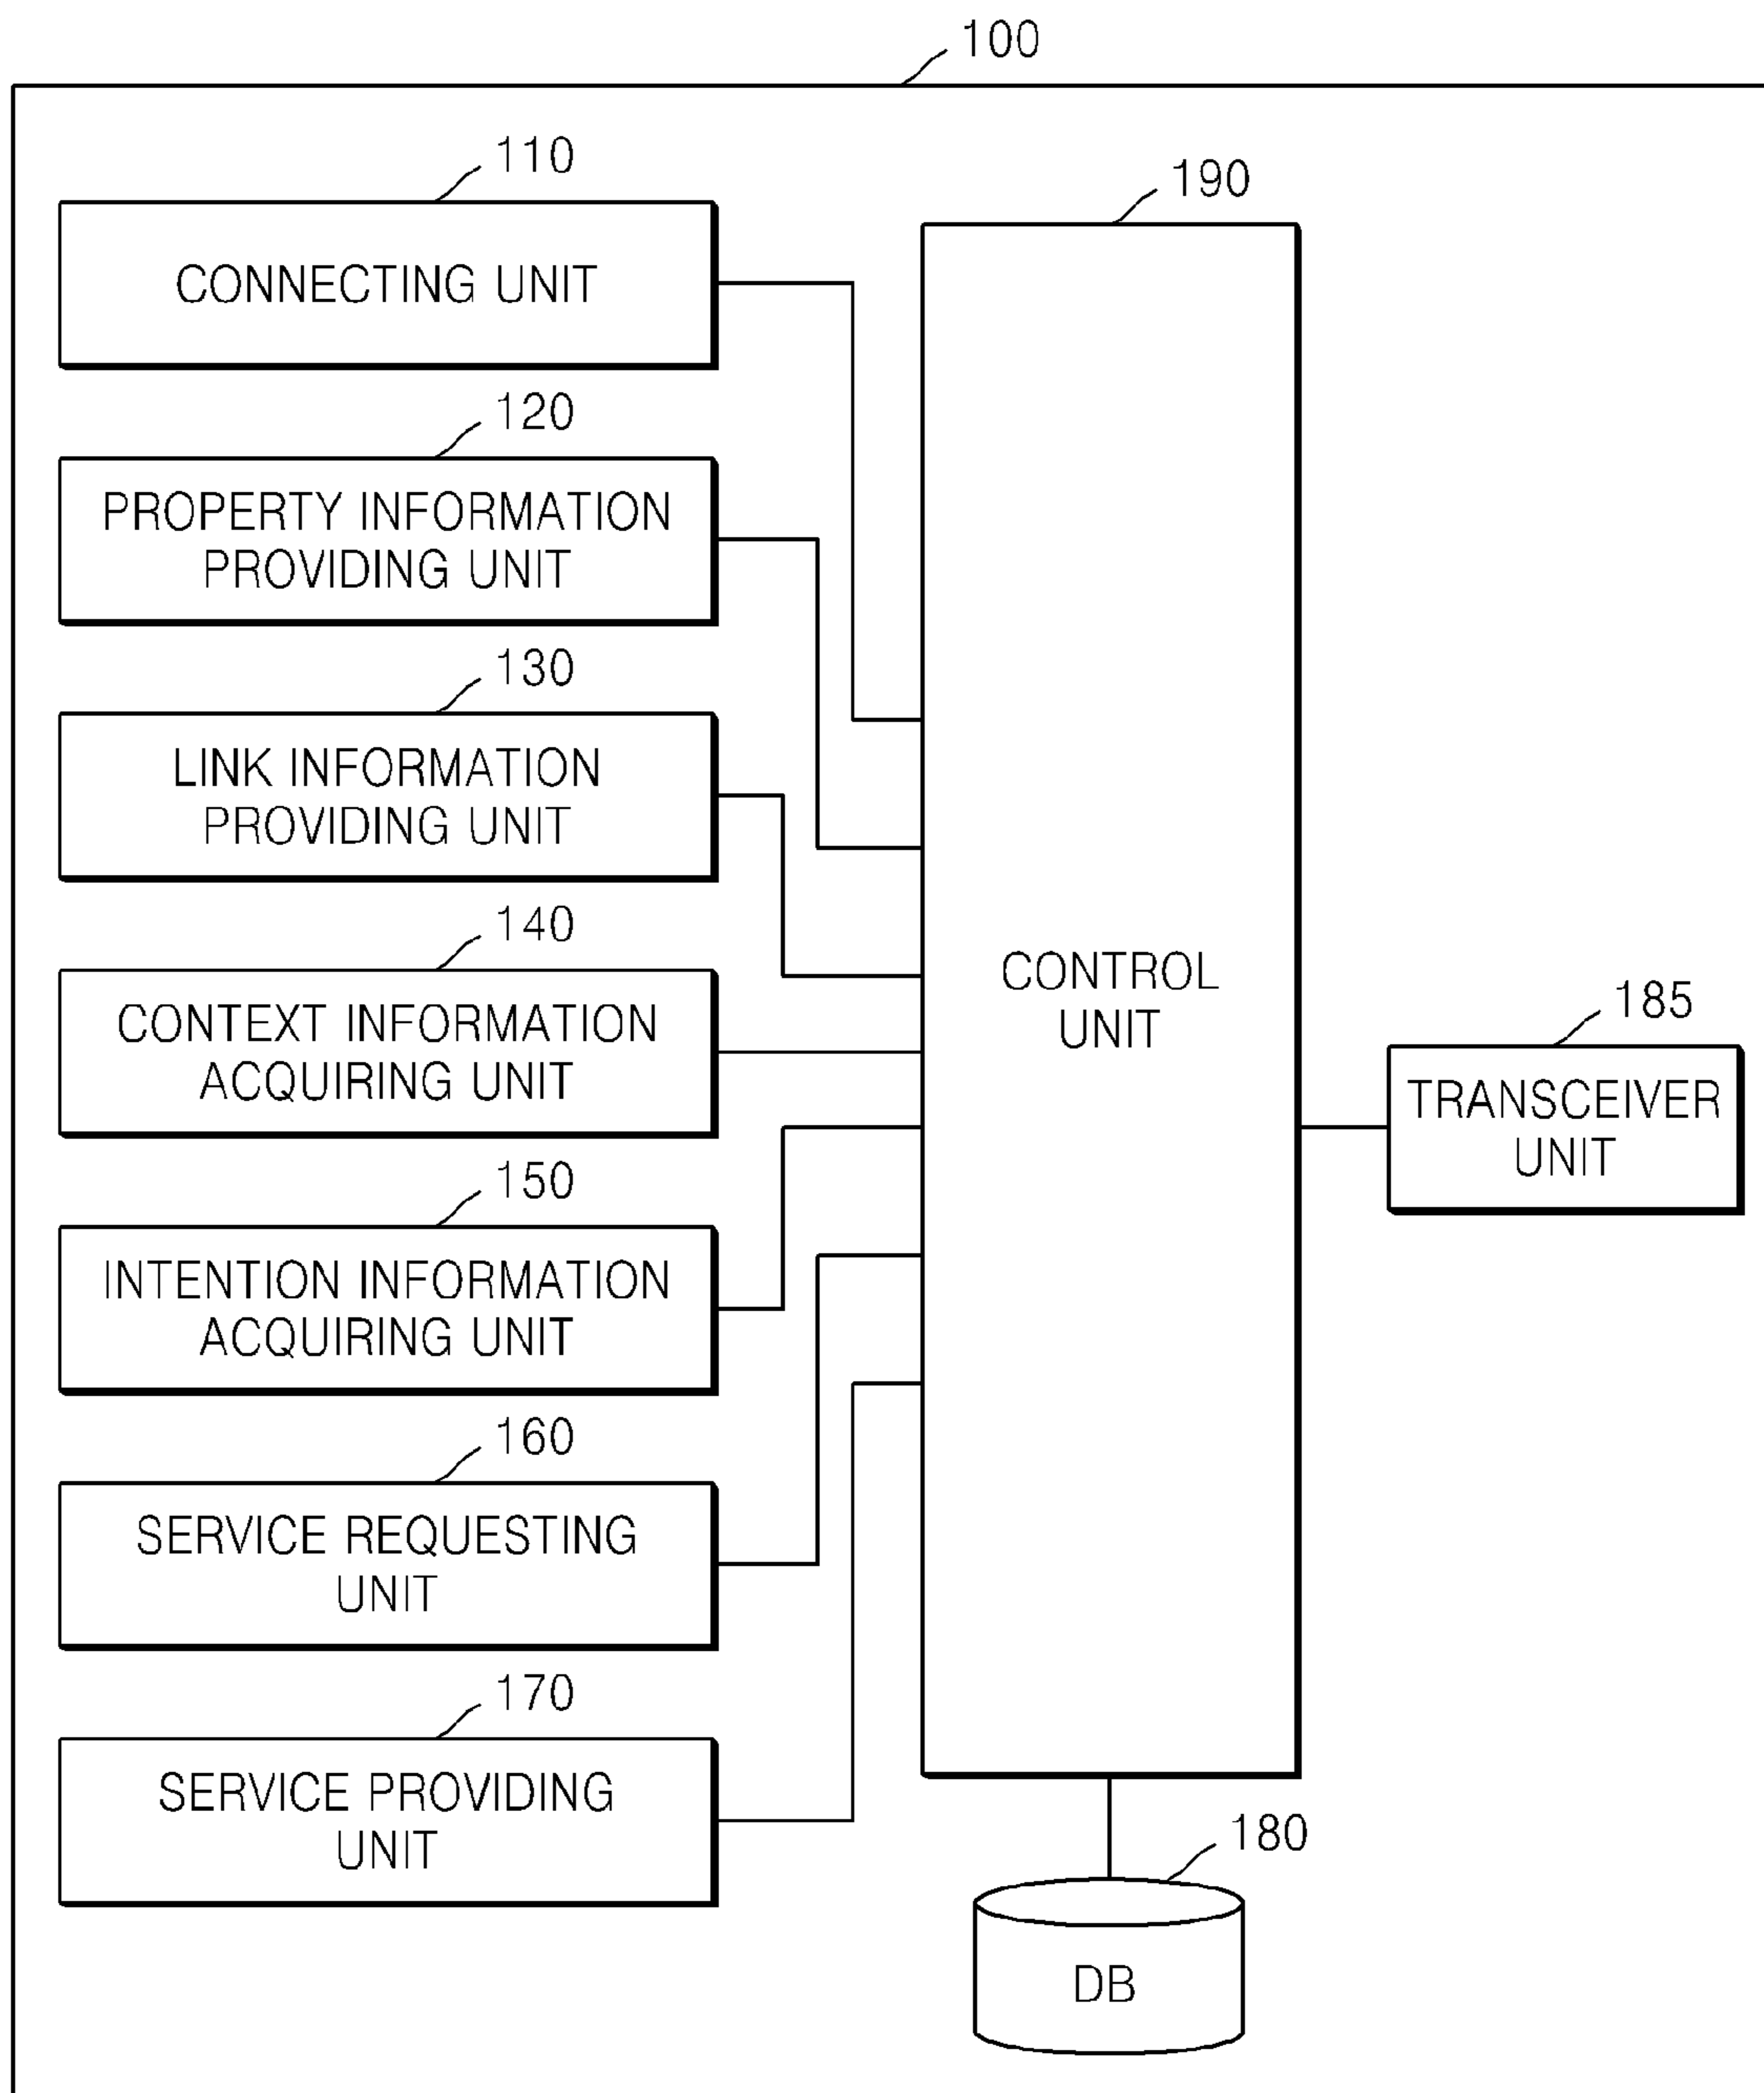 100
110
CONNECTING UNIT
120
PROPERTY INFORMATION
PROVIDING UNIT
130
LINK INFORMATION
PROVIDING UNIT
140
CONTEXT INFORMATION
ACQUIRING UNIT
150
INTENTION INFORMATION
ACQUIRING UNIT
160
SERVICE REQUESTING
UNIT
170
SERVICE PROVIDING
UNIT
190
CONTROL
UNIT
185
TRANSCEIVER
UNIT
180
DB